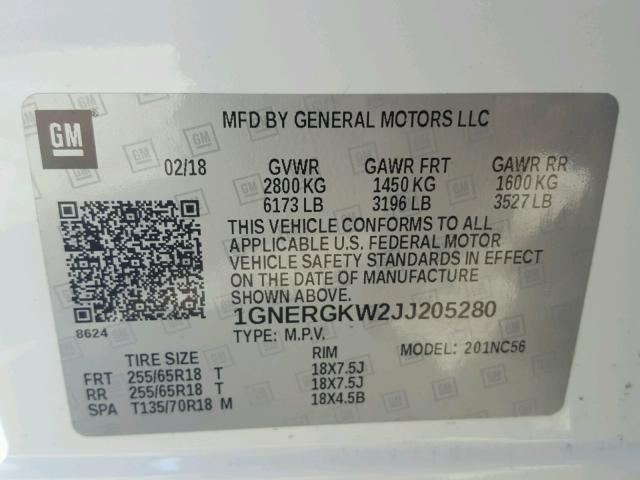 GM
MFD BY GENERAL MOTORS LLC
02/18 GVWR GAWR FRT GAWR RR
2800 KG 1450 KG 1600 KG
6173 LB 3196 LB 3527 LB
THIS VEHICLE CONFORMS TO ALL
APPLICABLE U.S. FEDERAL MOTOR
VEHICLE SAFETY STANDARDS IN EFFECT
ON THE DATE OF MANUFACTURE
SHOWN ABOVE.
8624
1GNERGKW2JJ205280
TYPE: M.P.V. MODEL: 201NC56
TIRE SIZE RIM
FRT 255/65R18 T 18X7.5J
RR 255/65R18 T 18X7.5J
SPA T135/70R18 M 18X4.5B